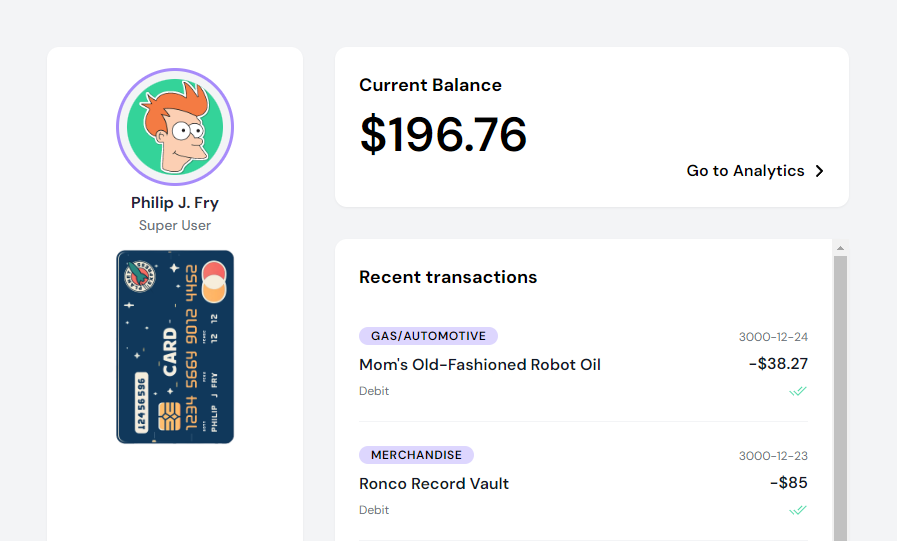 Philip J. Fry
Super User
CARD
1234 5669 9012 4452
12 12
PHILIP J FRY
Current Balance
$196.76
Go to Analytics
Recent transactions
GAS/AUTOMOTIVE
3000-12-24
Mom's Old-Fashioned Robot Oil
-$38.27
Debit
MERCHANDISE
3000-12-23
Ronco Record Vault
-$85
Debit